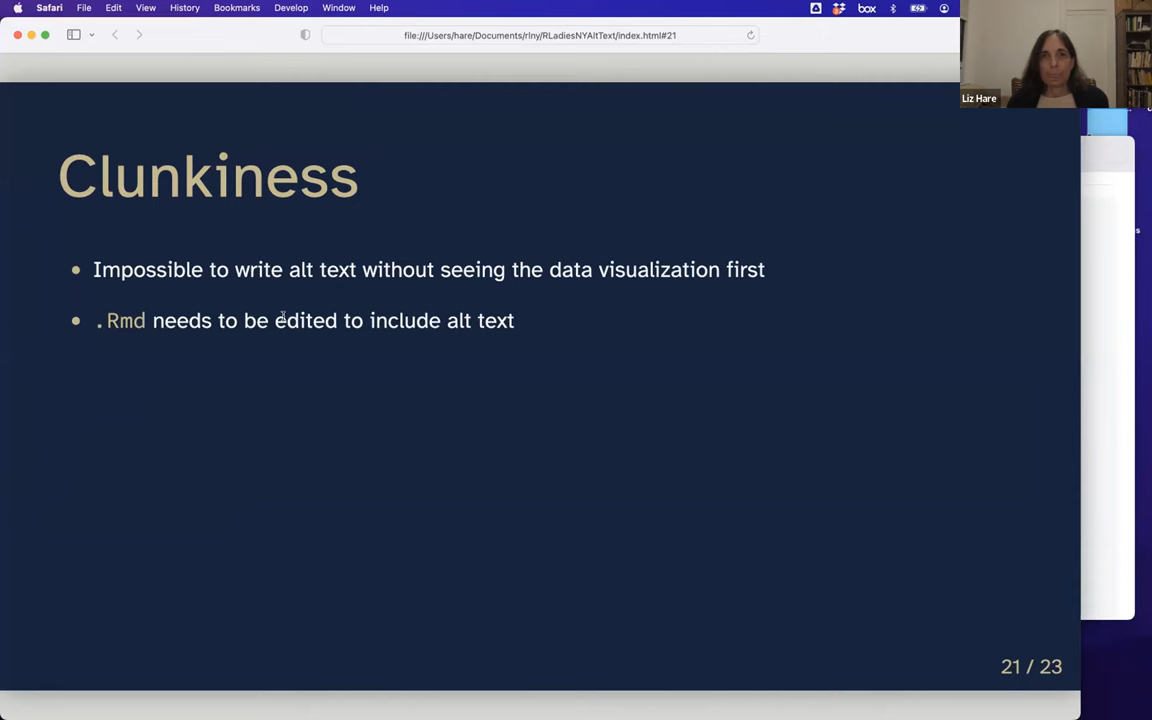 Safari File Edit View History Bookmarks Develop Window Help
box
file:///Users/hare/Documents/rlny/RLadiesNYAltText/index.html#21
Liz Hare
Clunkiness
Impossible to write alt text without seeing the data visualization first
.Rmd needs to be edited to include alt text
21 / 23